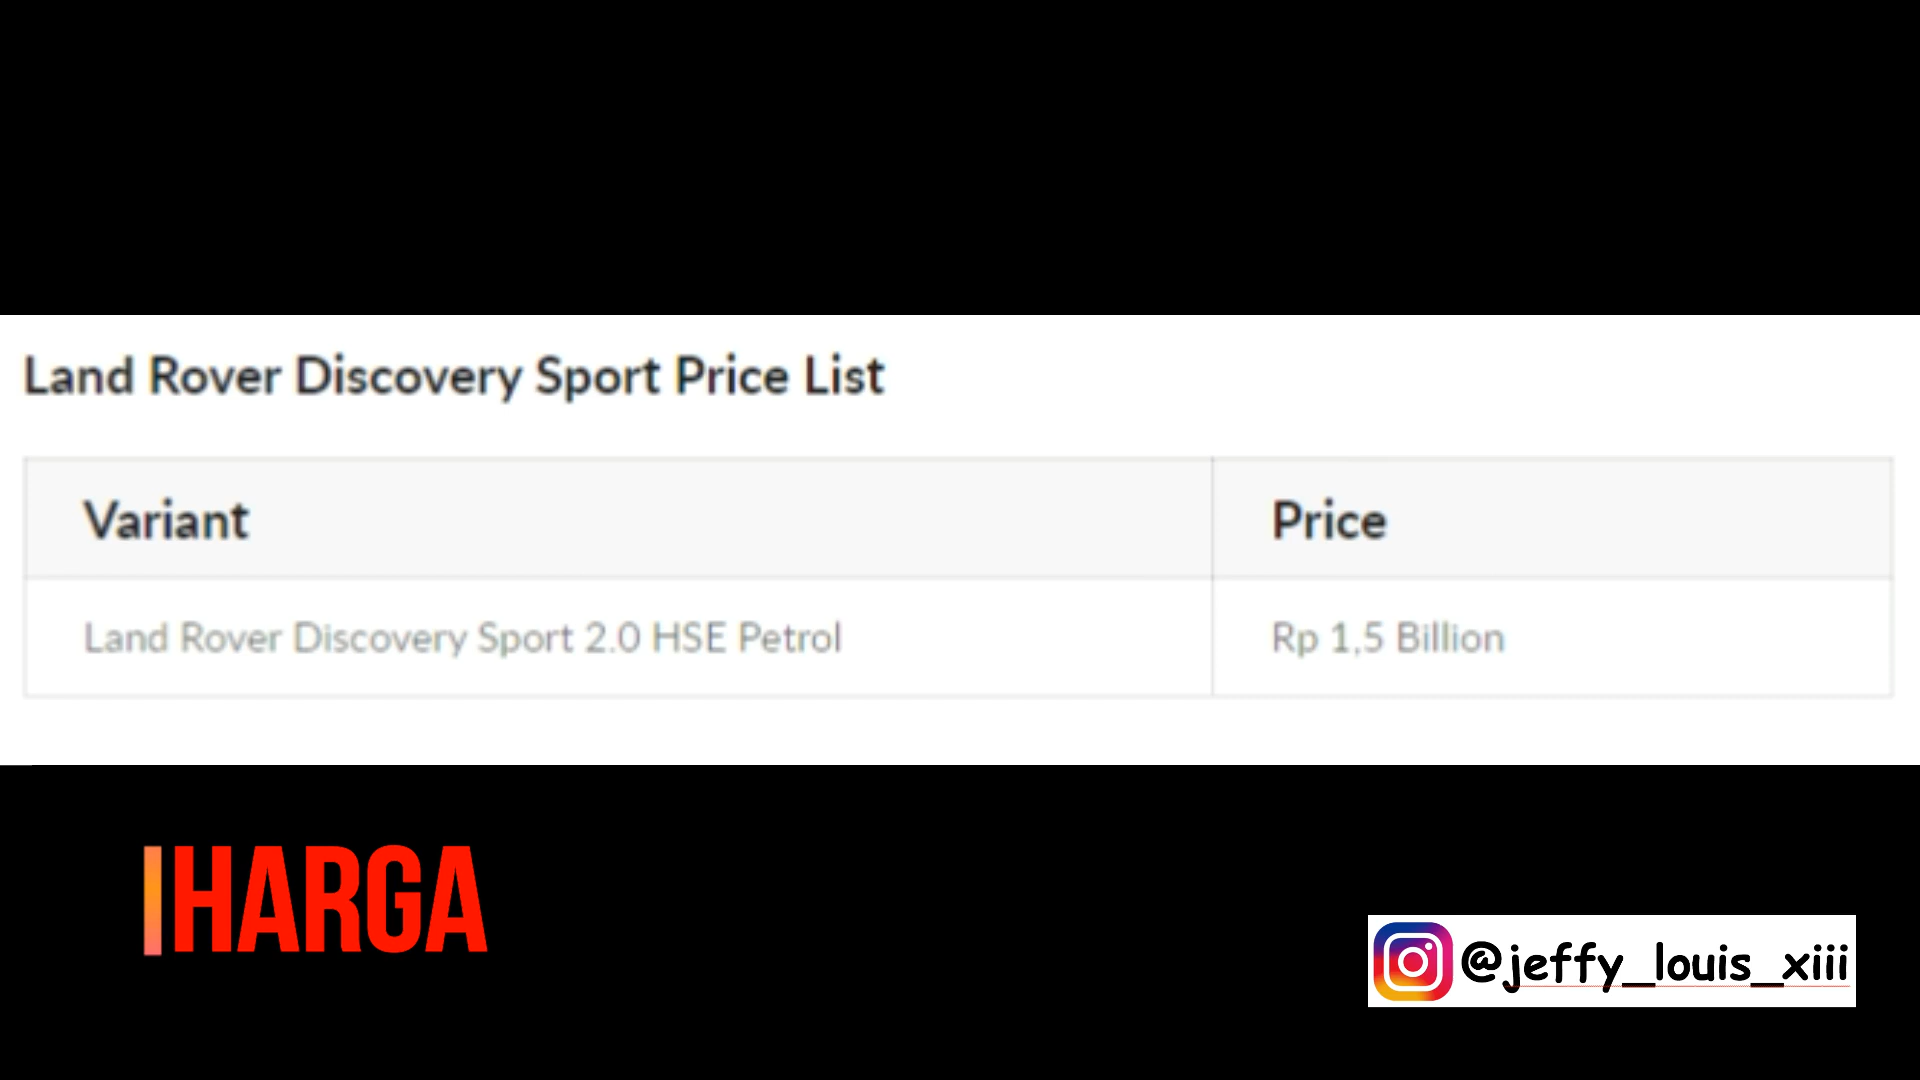 Land Rover Discovery Sport Price List
Variant Price
Land Rover Discovery Sport 2.0 HSE Petrol Rp 1,5 Billion
HARGA
@jeffy_louis_xiii